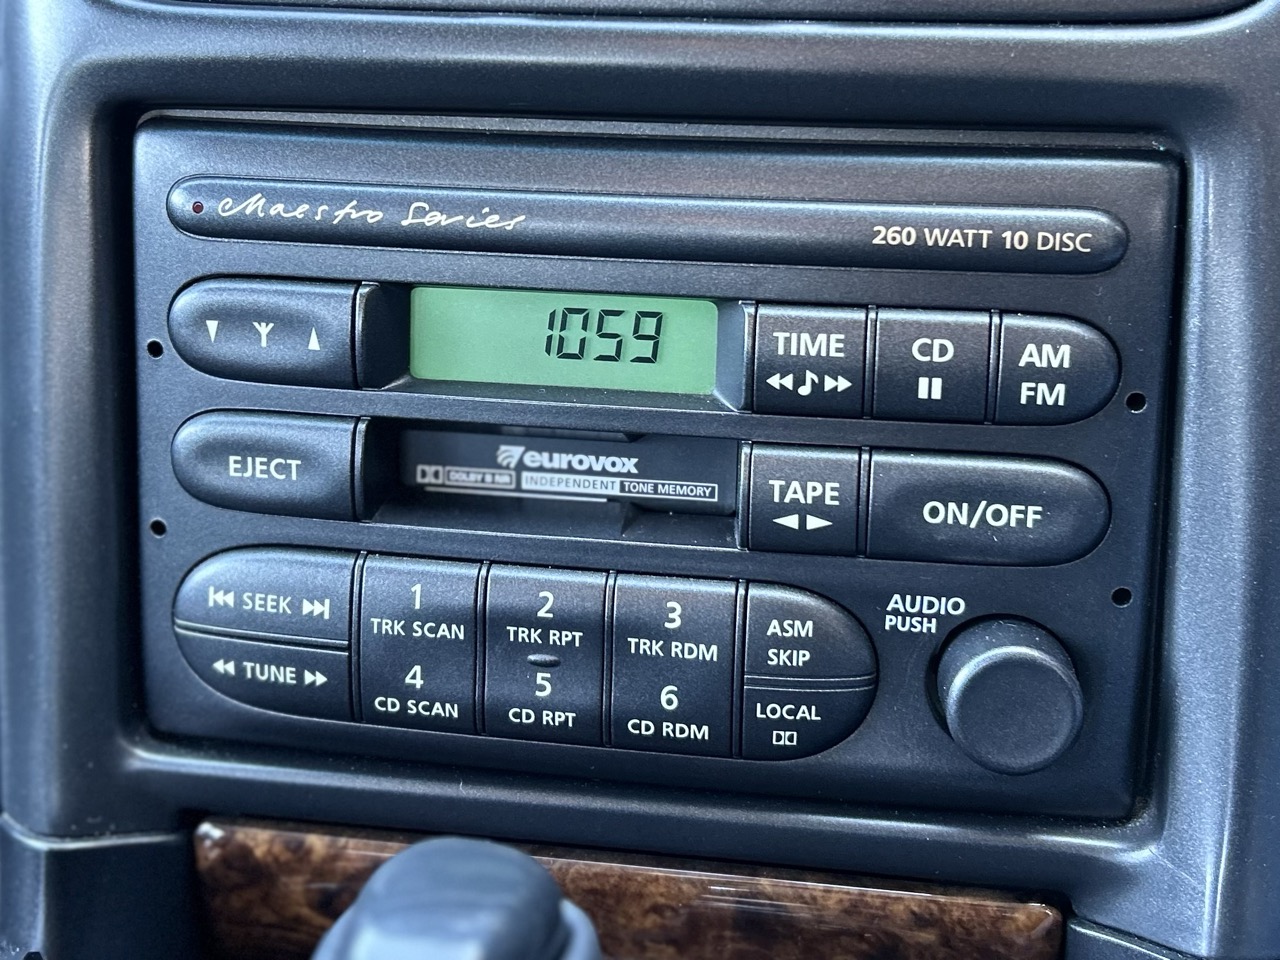 Maestro Series
260 WATT 10 DISC
1059
TIME
CD
AM
FM
EJECT
eurovox
DOLBY B NR
INDEPENDENT TONE MEMORY
TAPE
ON/OFF
SEEK
TUNE
1
TRK SCAN
4
CD SCAN
2
TRK RPT
5
CD RPT
3
TRK RDM
6
CD RDM
ASM
SKIP
LOCAL
AUDIO
PUSH